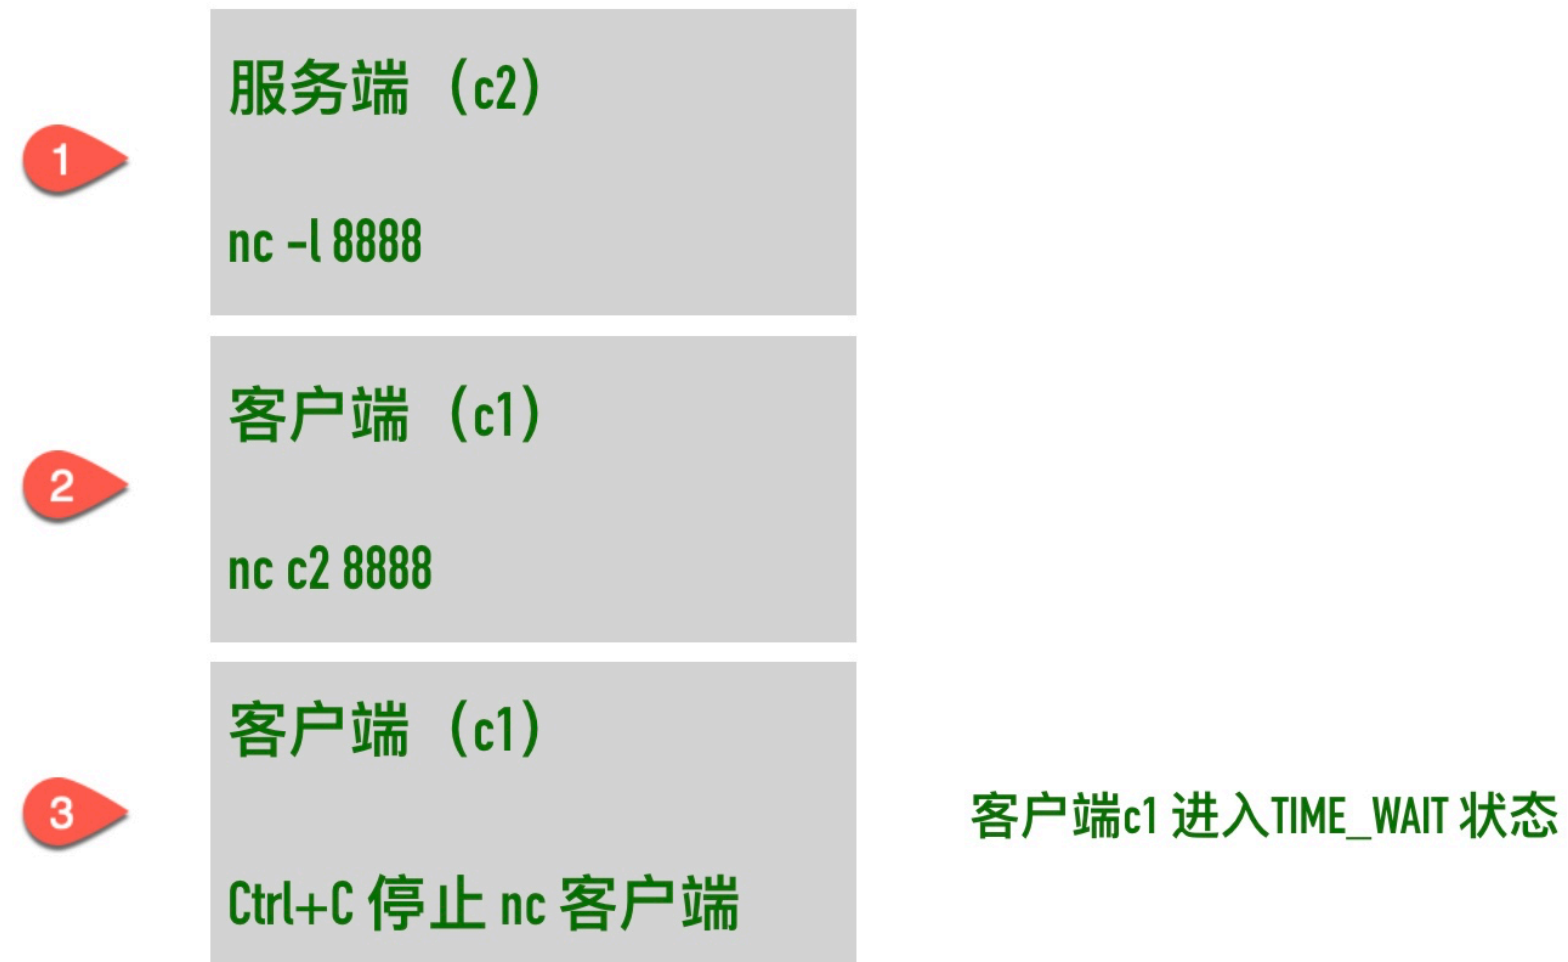 服务端（c2）
1
nc -l 8888
客户端（c1）
2
nc c2 8888
客户端（c1）
3
客户端c1 进入TIME_WAIT 状态
Ctrl+C 停止 nc 客户端